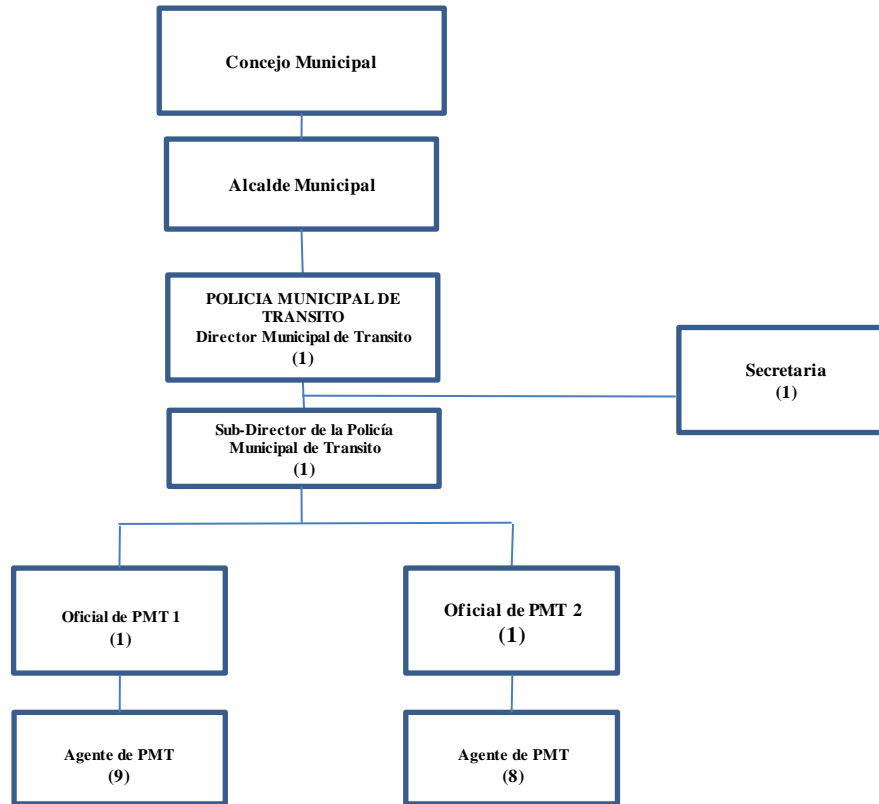 Concejo Municipal
Alcalde Municipal
POLICIA MUNICIPAL DE
TRANSITO
Director Municipal de Transito
(1)
Secretaria
(1)
Sub-Director de la Policía
Municipal de Transito
(1)
Oficial de PMT 1
(1)
Oficial de PMT 2
(1)
Agente de PMT
(9)
Agente de PMT
(8)